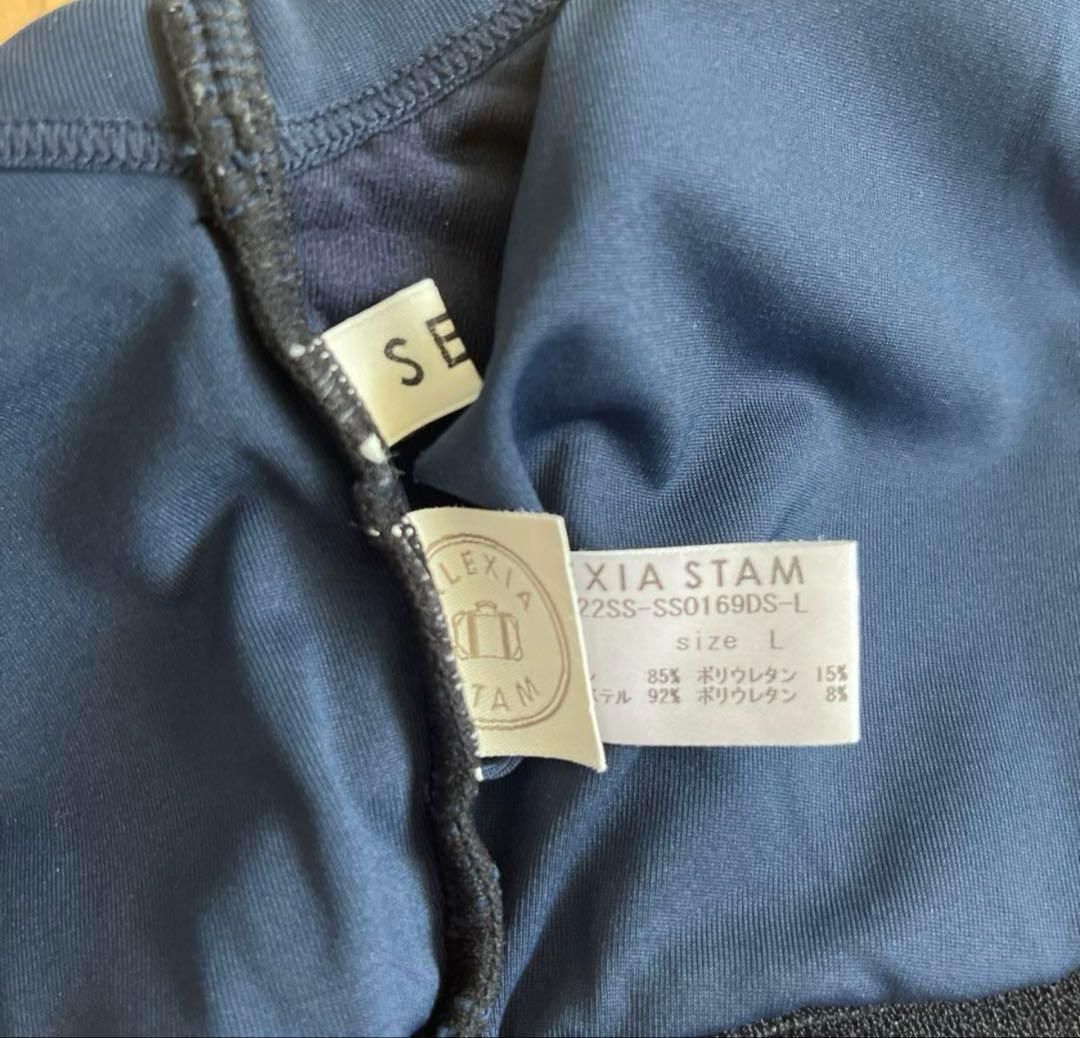 SE
LEXIA
STAM
XIA STAM
22SS-SS0169DS-L
size L
85% ポリウレタン 15%
ステル 92% ポリウレタン 8%